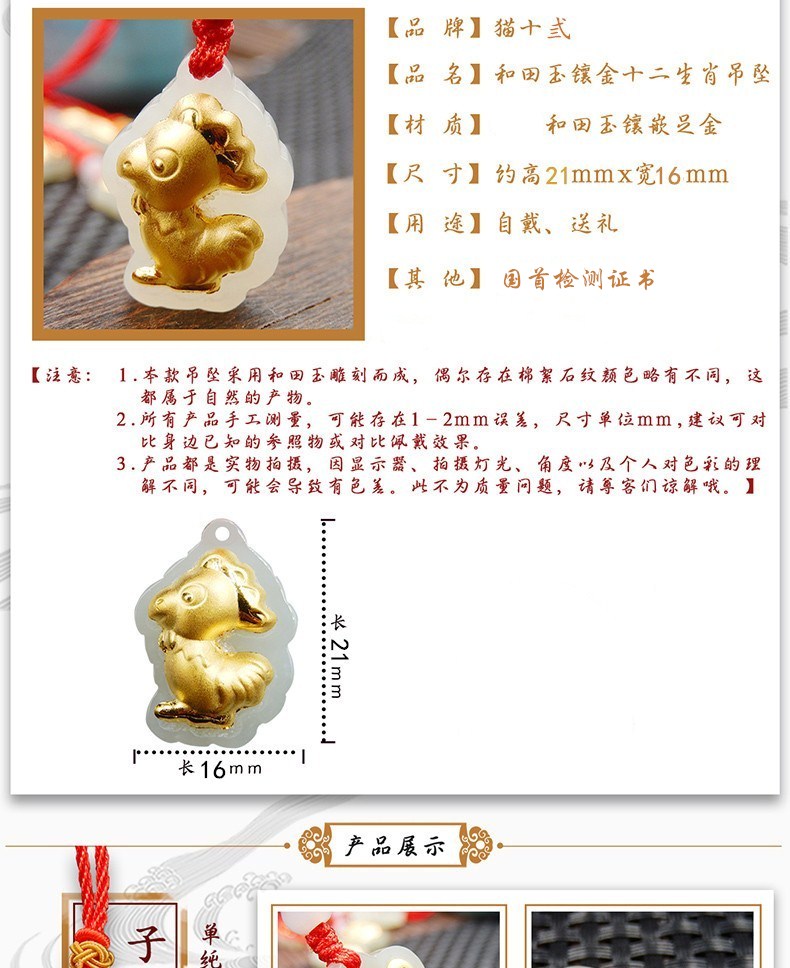 【品 牌】猫十弍
【品 名】和田玉镶金十二生肖吊坠
【材 质】 和田玉镶嵌足金
【尺 寸】约高21mmx宽16mm
【用 途】自戴、送礼
【其 他】国首检测证书
【注意： 1.本款吊坠采用和田玉雕刻而成，偶尔存在棉絮石纹颜色略有不同，这
都属于自然的产物。
2.所有产品手工测量，可能存在1-2mm误差，尺寸单位mm,建议可对
比身边已知的参照物或对比佩戴效果。
3.产品都是实物拍摄，因显示器、拍摄灯光、角度以及个人对色彩的理
解不同，可能会导致有色差。此不为质量问题，请尊客们谅解哦。】
长21mm
长16mm
产品展示
子
单纯